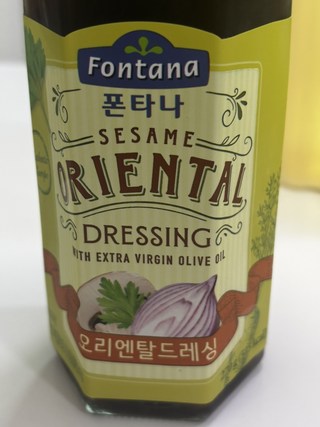 Fontana
폰타나
SESAME
ORIENTAL
DRESSING
WITH EXTRA VIRGIN OLIVE OIL
오리엔탈드레싱